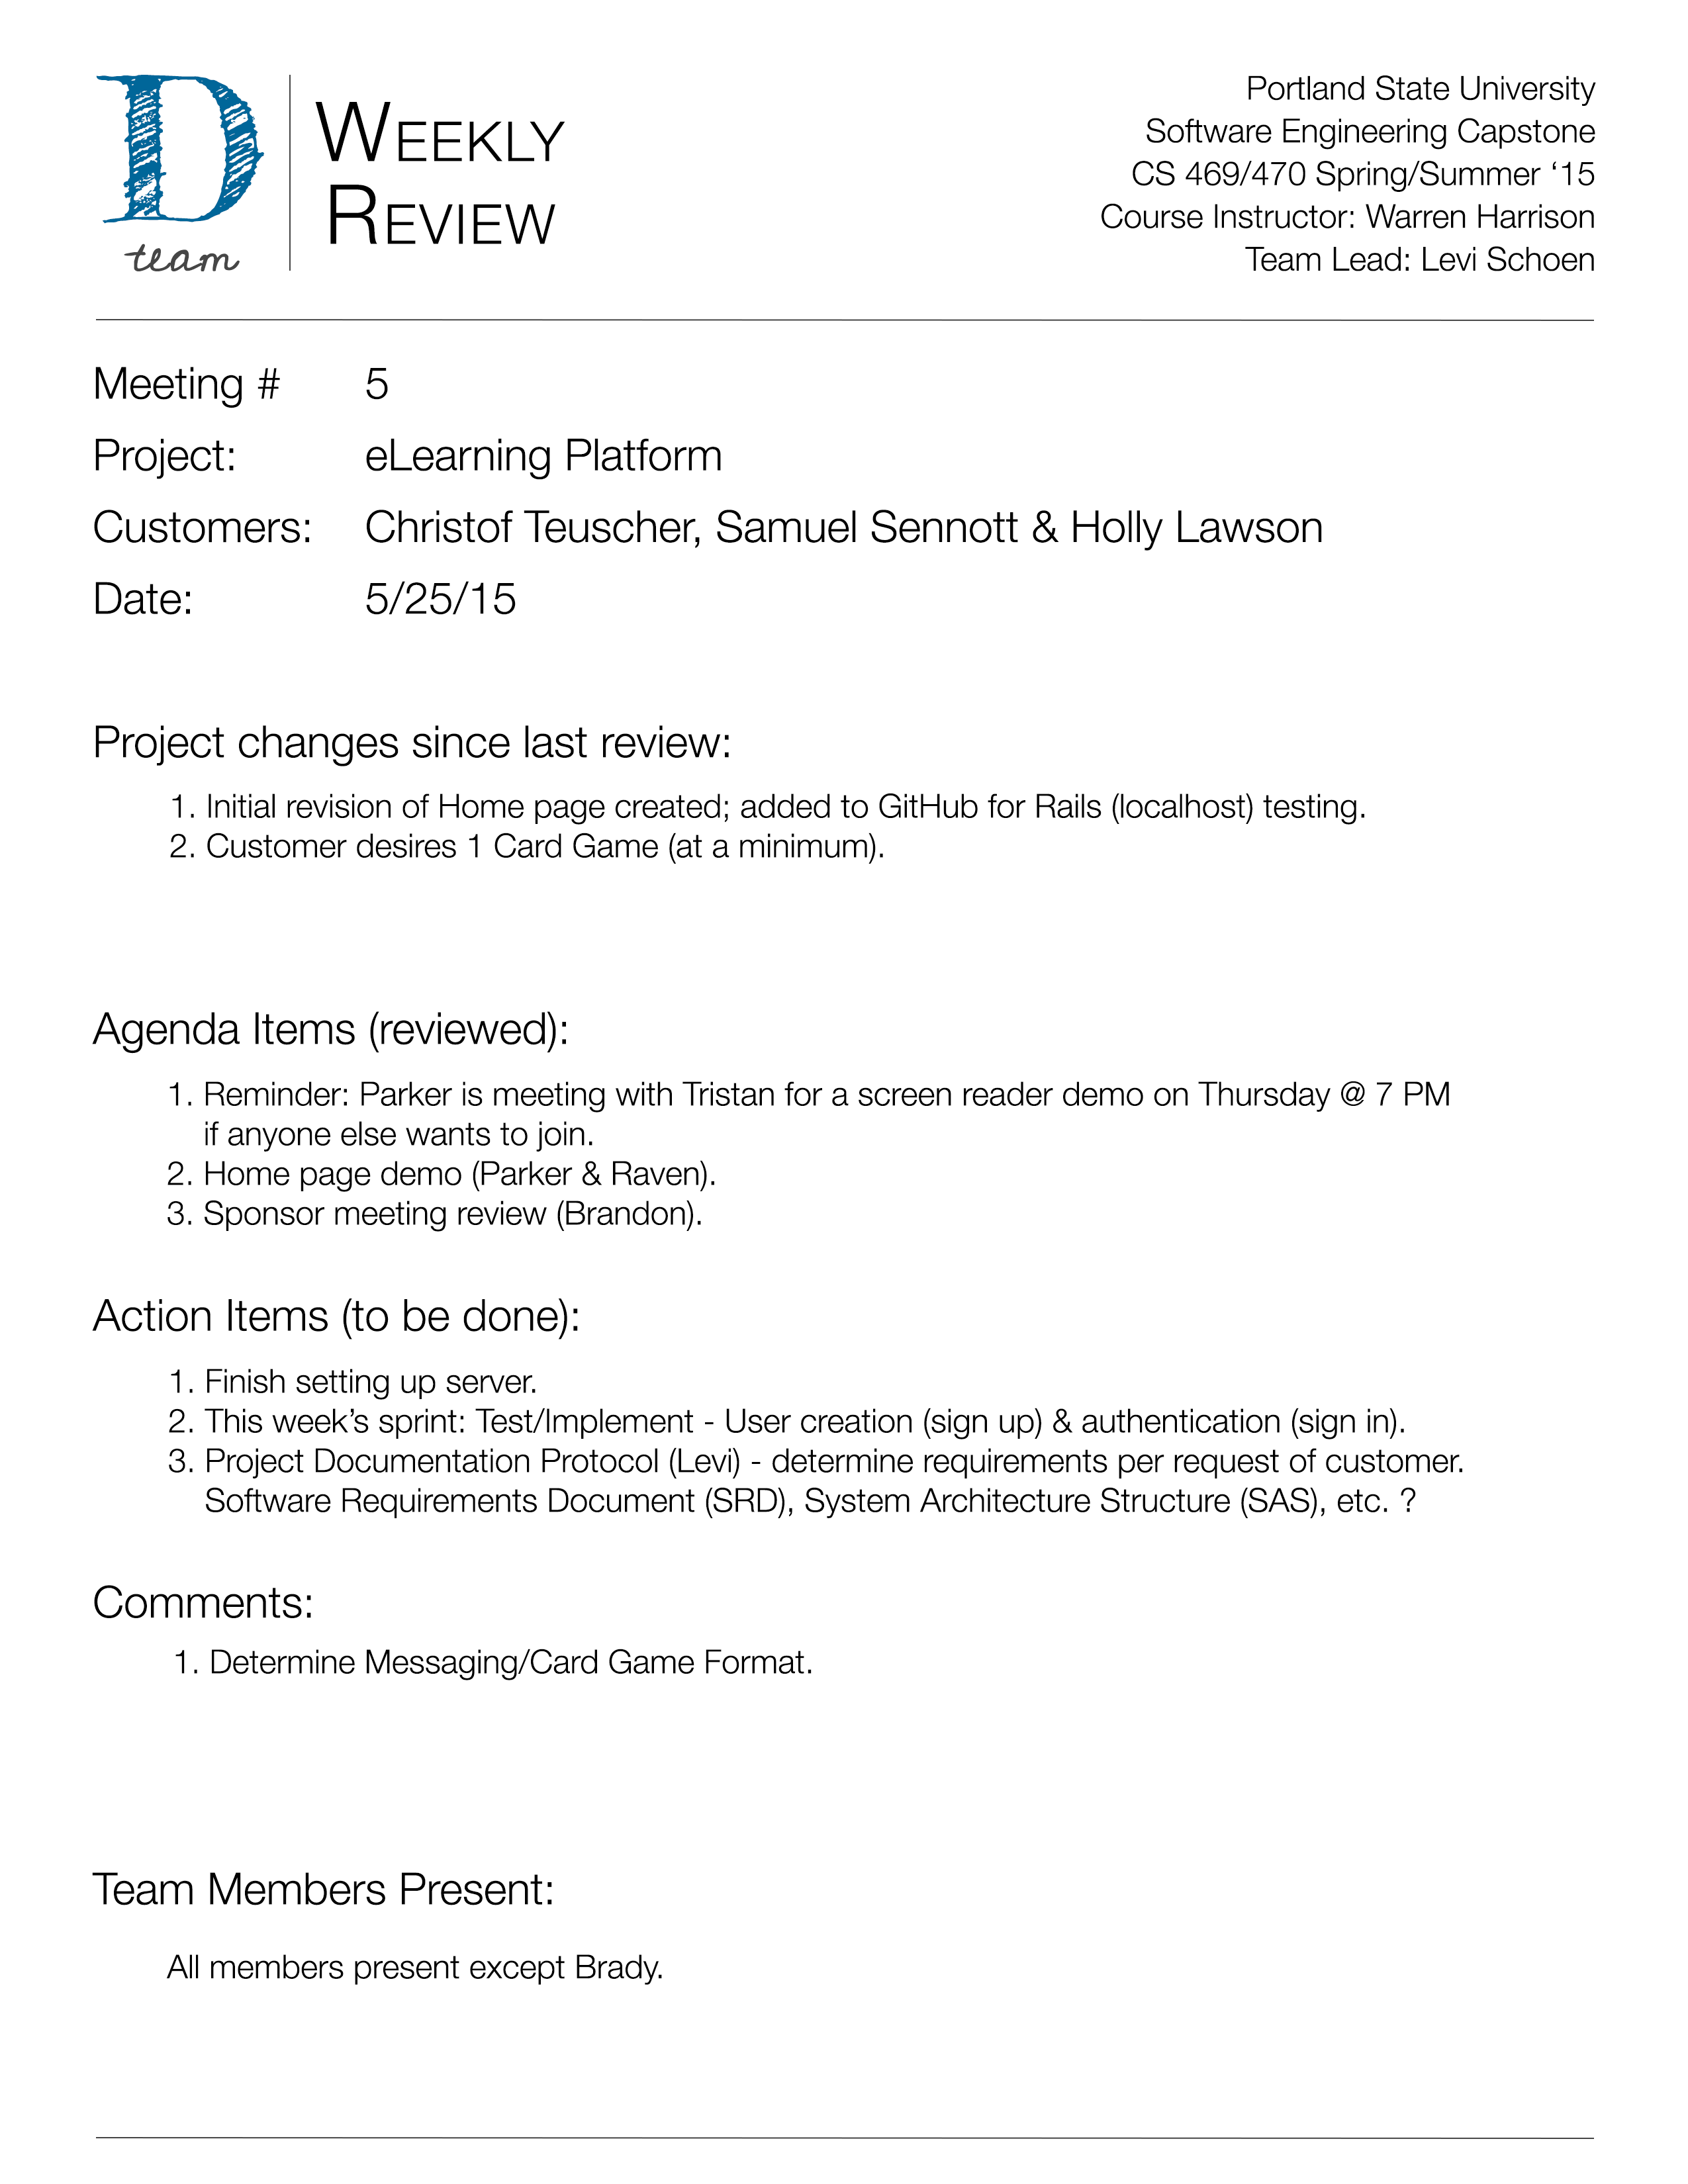 D
team
WEEKLY
REVIEW
Portland State University
Software Engineering Capstone
CS 469/470 Spring/Summer ‘15
Course Instructor: Warren Harrison
Team Lead: Levi Schoen
Meeting # 5
Project: eLearning Platform
Customers: Christof Teuscher, Samuel Sennott & Holly Lawson
Date: 5/25/15
Project changes since last review:
1. Initial revision of Home page created; added to GitHub for Rails (localhost) testing.
2. Customer desires 1 Card Game (at a minimum).
Agenda Items (reviewed):
1. Reminder: Parker is meeting with Tristan for a screen reader demo on Thursday @ 7 PM
if anyone else wants to join.
2. Home page demo (Parker & Raven).
3. Sponsor meeting review (Brandon).
Action Items (to be done):
1. Finish setting up server.
2. This week’s sprint: Test/Implement - User creation (sign up) & authentication (sign in).
3. Project Documentation Protocol (Levi) - determine requirements per request of customer.
Software Requirements Document (SRD), System Architecture Structure (SAS), etc. ?
Comments:
1. Determine Messaging/Card Game Format.
Team Members Present:
All members present except Brady.